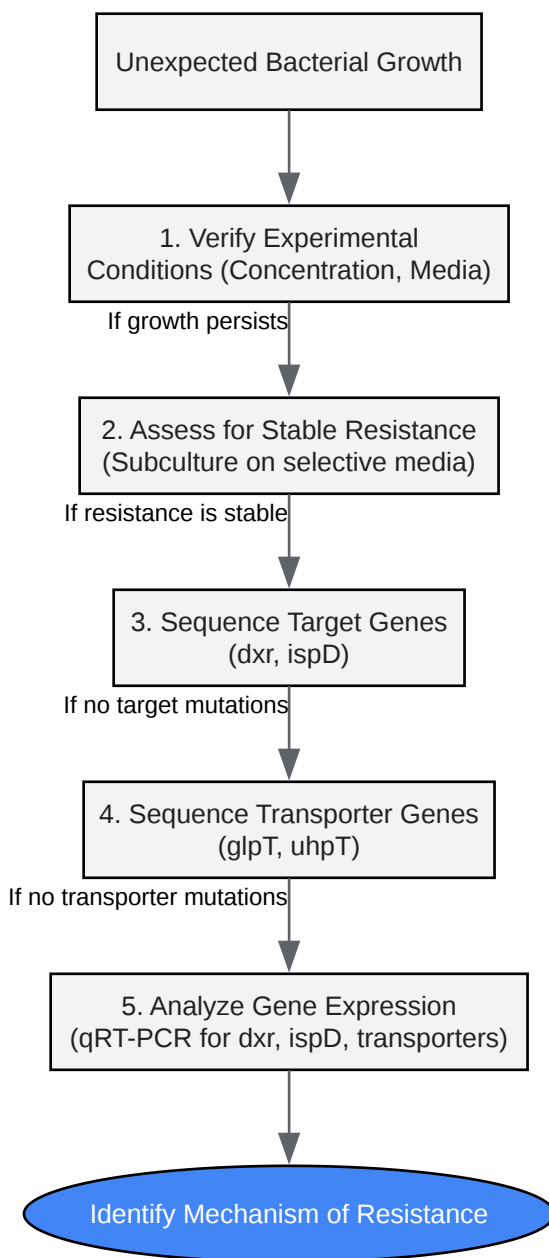 Unexpected Bacterial Growth
1. Verify Experimental
Conditions (Concentration, Media)
If growth persists
2. Assess for Stable Resistance
(Subculture on selective media)
If resistance is stable
3. Sequence Target Genes
(dxr, ispD)
If no target mutations
4. Sequence Transporter Genes
(glpT, uhpT)
If no transporter mutations
5. Analyze Gene Expression
(qRT-PCR for dxr, ispD, transporters)
Identify Mechanism of Resistance